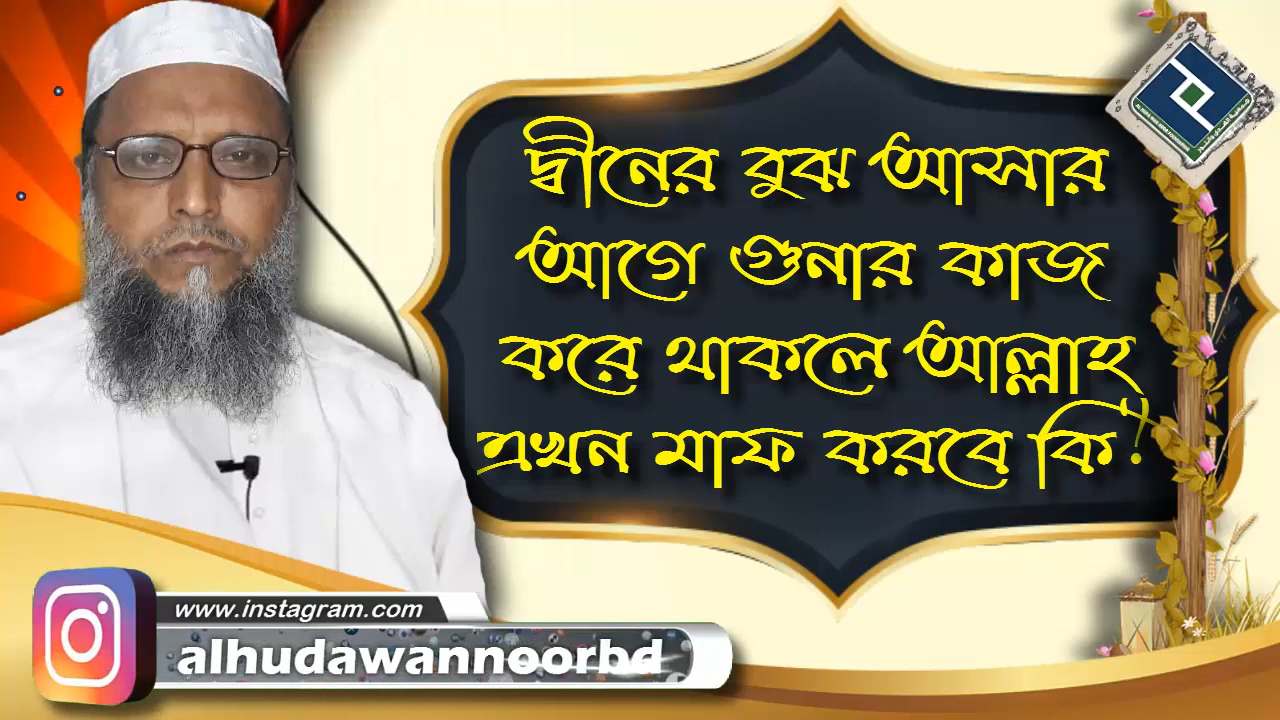 দ্বীনের বুঝ আসার
আগে গুনার কাজ
করে থাকলে আল্লাহ
এখন মাফ করবে কি?
www.instagram.com
alhudawannoorbd